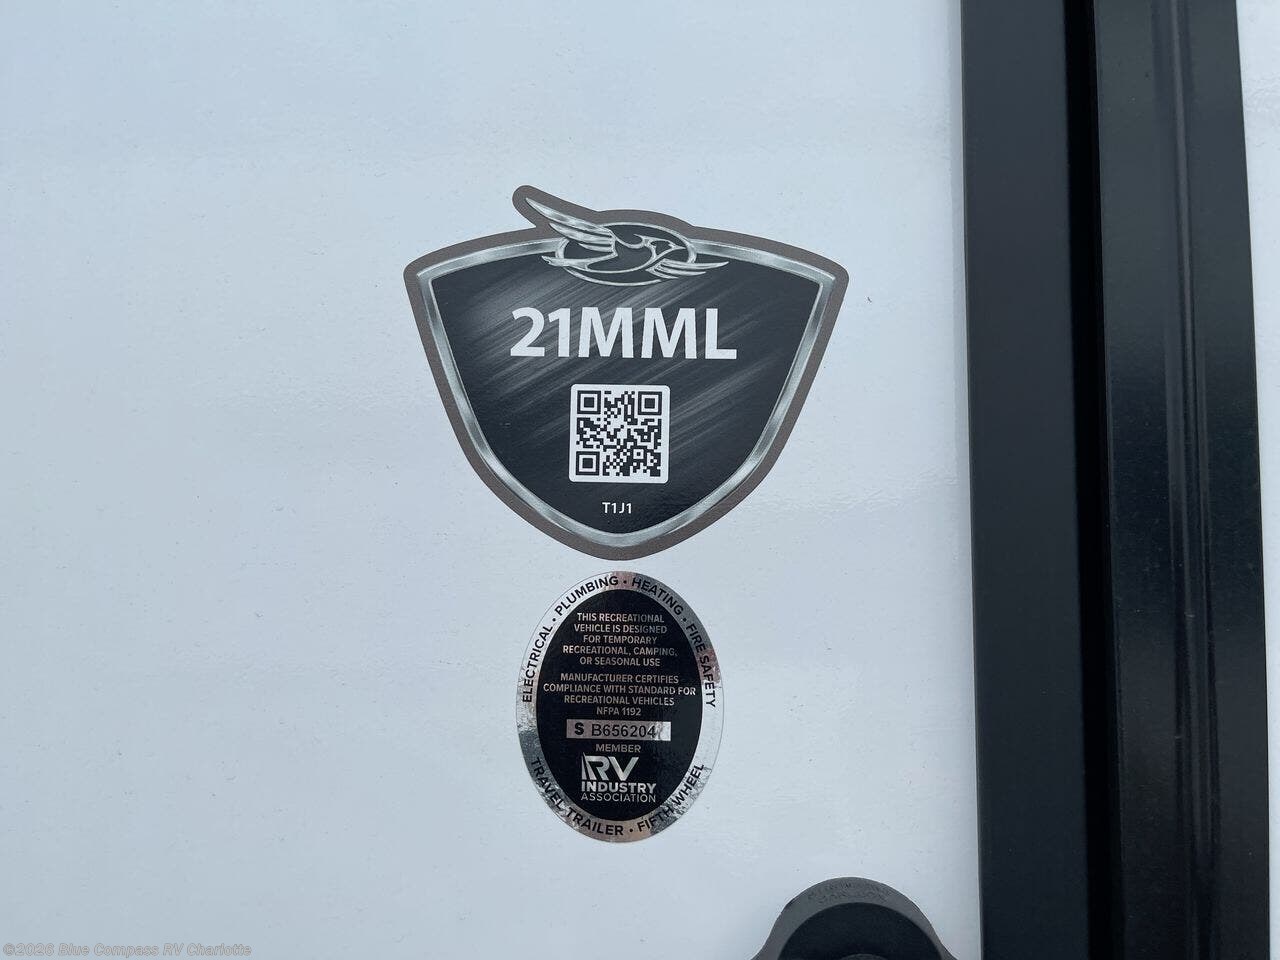 21MML
T1J1
ELECTRICAL • PLUMBING • HEATING • FIRE SAFETY
THIS RECREATIONAL
VEHICLE IS DESIGNED
FOR TEMPORARY
RECREATIONAL, CAMPING,
OR SEASONAL USE
MANUFACTURER CERTIFIES
COMPLIANCE WITH STANDARD FOR
RECREATIONAL VEHICLES
NFPA 1192
S B656204
MEMBER
RV
INDUSTRY
ASSOCIATION
TRAVEL TRAILER • FIFTH WHEEL
©2026 Blue Compass RV Charlotte